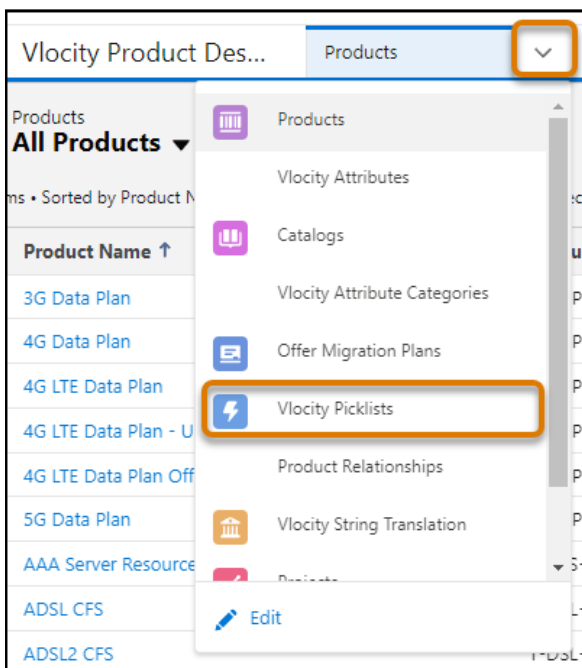 Vlocity Product Des...
Products
Products
All Products
ms • Sorted by Product N
Product Name ↑
3G Data Plan
4G Data Plan
4G LTE Data Plan
4G LTE Data Plan - U
4G LTE Data Plan Off
5G Data Plan
AAA Server Resource
ADSL CFS
ADSL2 CFS
Products
Vlocity Attributes
Catalogs
Vlocity Attribute Categories
Offer Migration Plans
Vlocity Picklists
Product Relationships
Vlocity String Translation
Edit